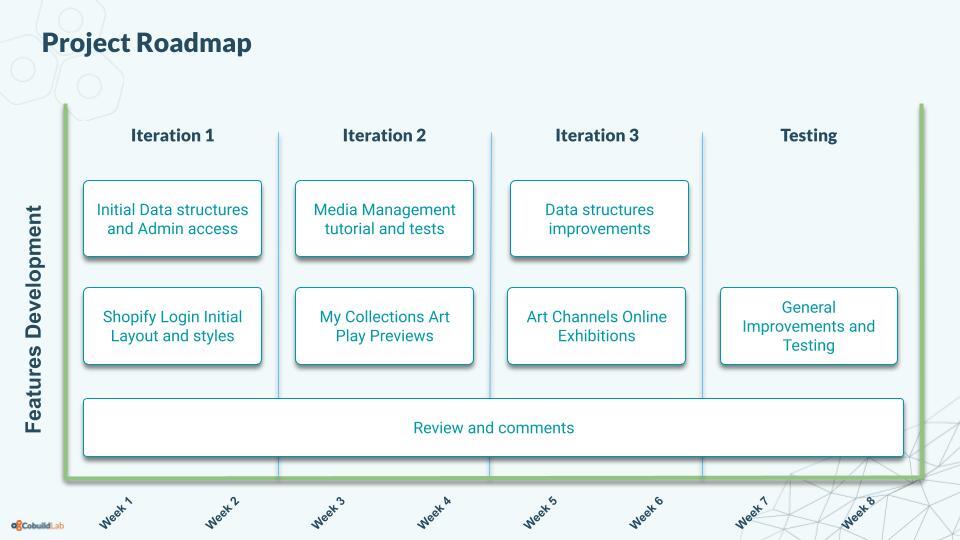 Project Roadmap
Iteration 1
Iteration 2
Iteration 3
Testing
Initial Data structures
and Admin access
Media Management
tutorial and tests
Data structures
improvements
Shopify Login Initial
Layout and styles
My Collections Art
Play Previews
Art Channels Online
Exhibitions
General
Improvements and
Testing
Review and comments
Features Development
Week 1
Week 2
Week 3
Week 4
Week 5
Week 6
Week 7
Week 8
CobuildLab